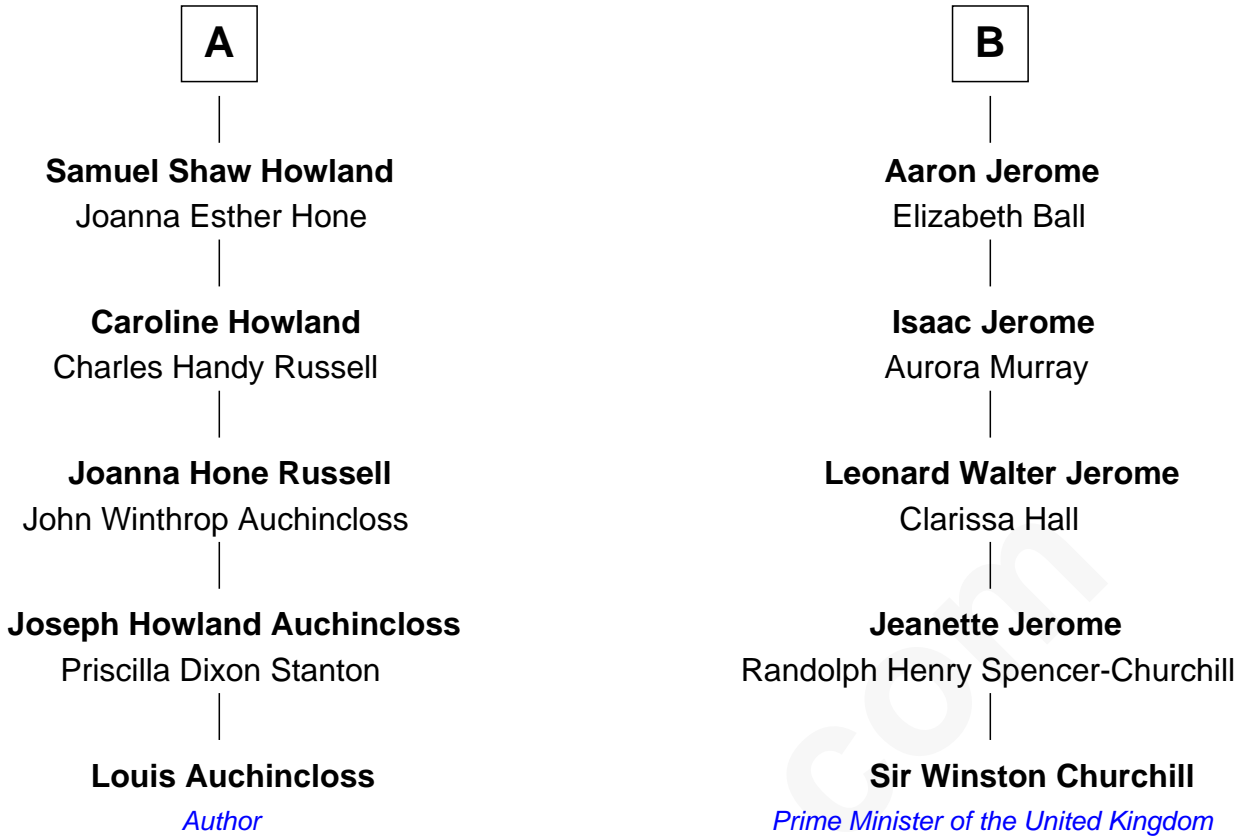 A
Samuel Shaw Howland
Joanna Esther Hone
Caroline Howland
Charles Handy Russell
Joanna Hone Russell
John Winthrop Auchincloss
Joseph Howland Auchincloss
Priscilla Dixon Stanton
Louis Auchincloss
Author
B
Aaron Jerome
Elizabeth Ball
Isaac Jerome
Aurora Murray
Leonard Walter Jerome
Clarissa Hall
Jeanette Jerome
Randolph Henry Spencer-Churchill
Sir Winston Churchill
Prime Minister of the United Kingdom
com